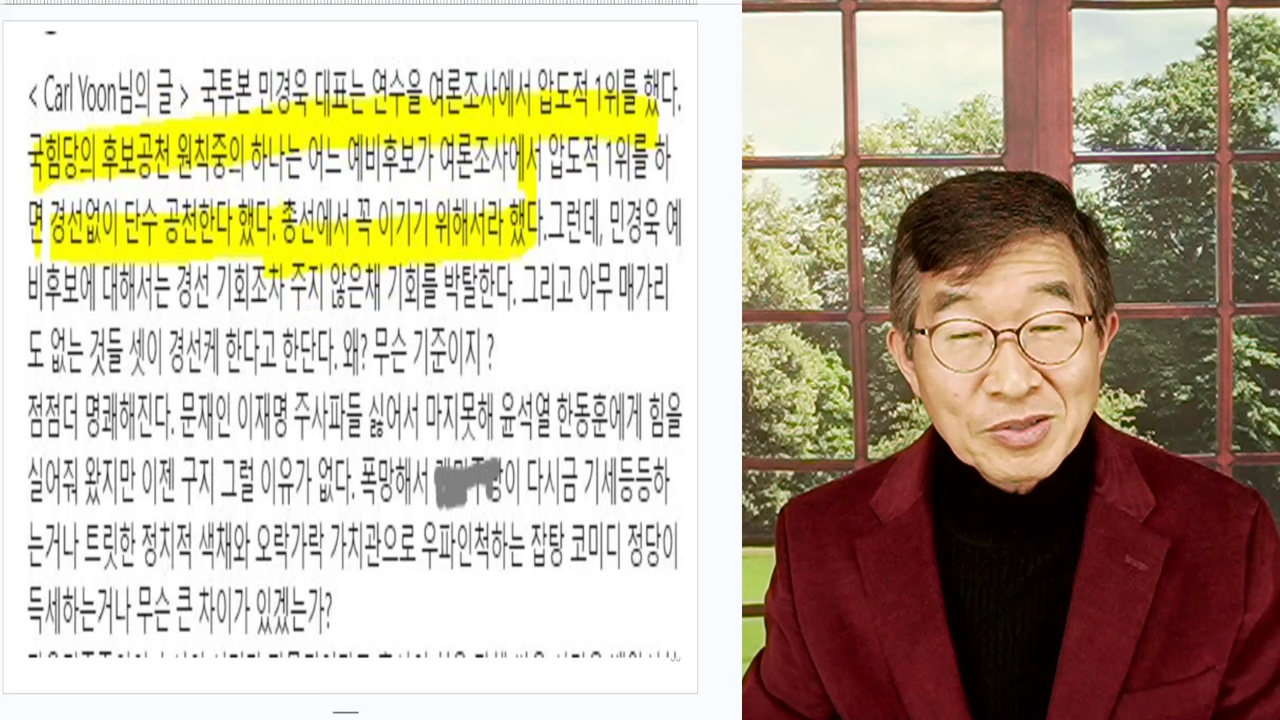 < Carl Yoon님의 글 > 국투본 민경욱 대표는 연수을 여론조사에서 압도적 1위를 했다.
국힘당의 후보공천 원칙중의 하나는 어느 예비후보가 여론조사에서 압도적 1위를 하
면 경선없이 단수 공천한다 했다. 총선에서 꼭 이기기 위해서라 했다.그런데, 민경욱 예
비후보에 대해서는 경선 기회조차 주지 않은채 기회를 박탈한다. 그리고 아무 매가리
도 없는 것들 셋이 경선케 한다고 한단다. 왜? 무슨 기준이지 ?
점점더 명쾌해진다. 문재인 이재명 주사파들 싫어서 마지못해 윤석열 한동훈에게 힘을
실어줘 왔지만 이젠 구지 그럴 이유가 없다. 폭망해서 이 다시금 기세등등하
는거나 트릿한 정치적 색채와 오락가락 가치관으로 우파인척하는 잡탕 코미디 정당이
득세하는거나 무슨 큰 차이가 있겠는가?